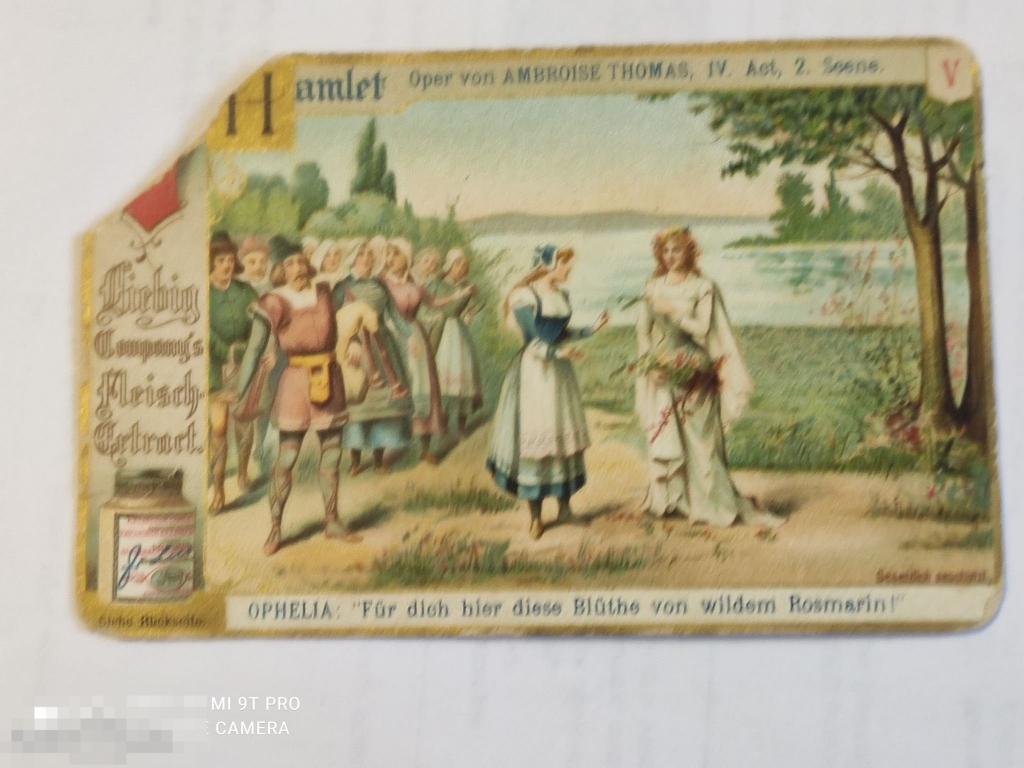 Hamlet Oper von AMBROISE THOMAS, IV. Act, 2. Scene. V
Liebig
Company's
Fleisch-
Extract.
Siehe Rückseite.
Gesetzlich geschützt.
OPHELIA: "Für dich hier diese Blüthe von wildem Rosmarin!"
MI 9T PRO
CAMERA